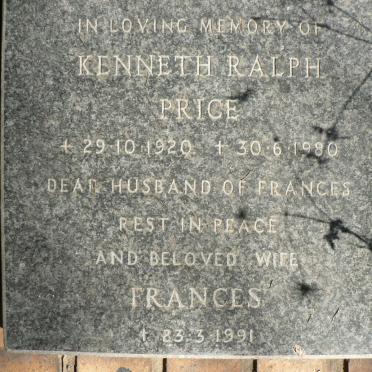 IN LOVING MEMORY OF
KENNETH RALPH
PRICE
+ 29·10·1920 + 30·6·1980
DEAR HUSBAND OF FRANCES
REST IN PEACE
AND BELOVED WIFE
FRANCES
+ 23·3·1991